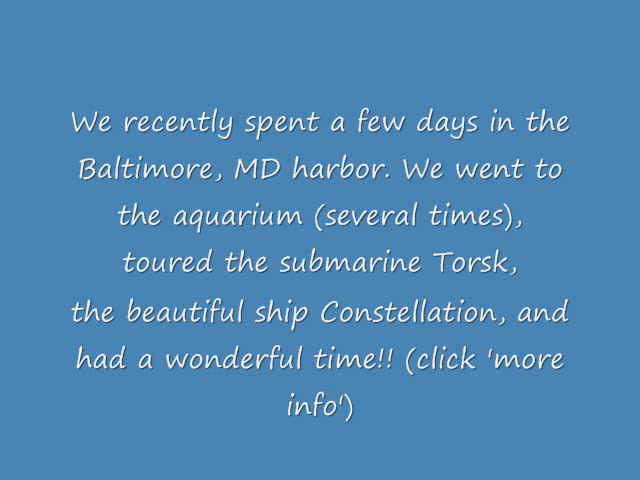 We recently spent a few days in the
Baltimore, MD harbor. We went to
the aquarium (several times),
toured the submarine Torsk,
the beautiful ship Constellation, and
had a wonderful time!! (click 'more
info')